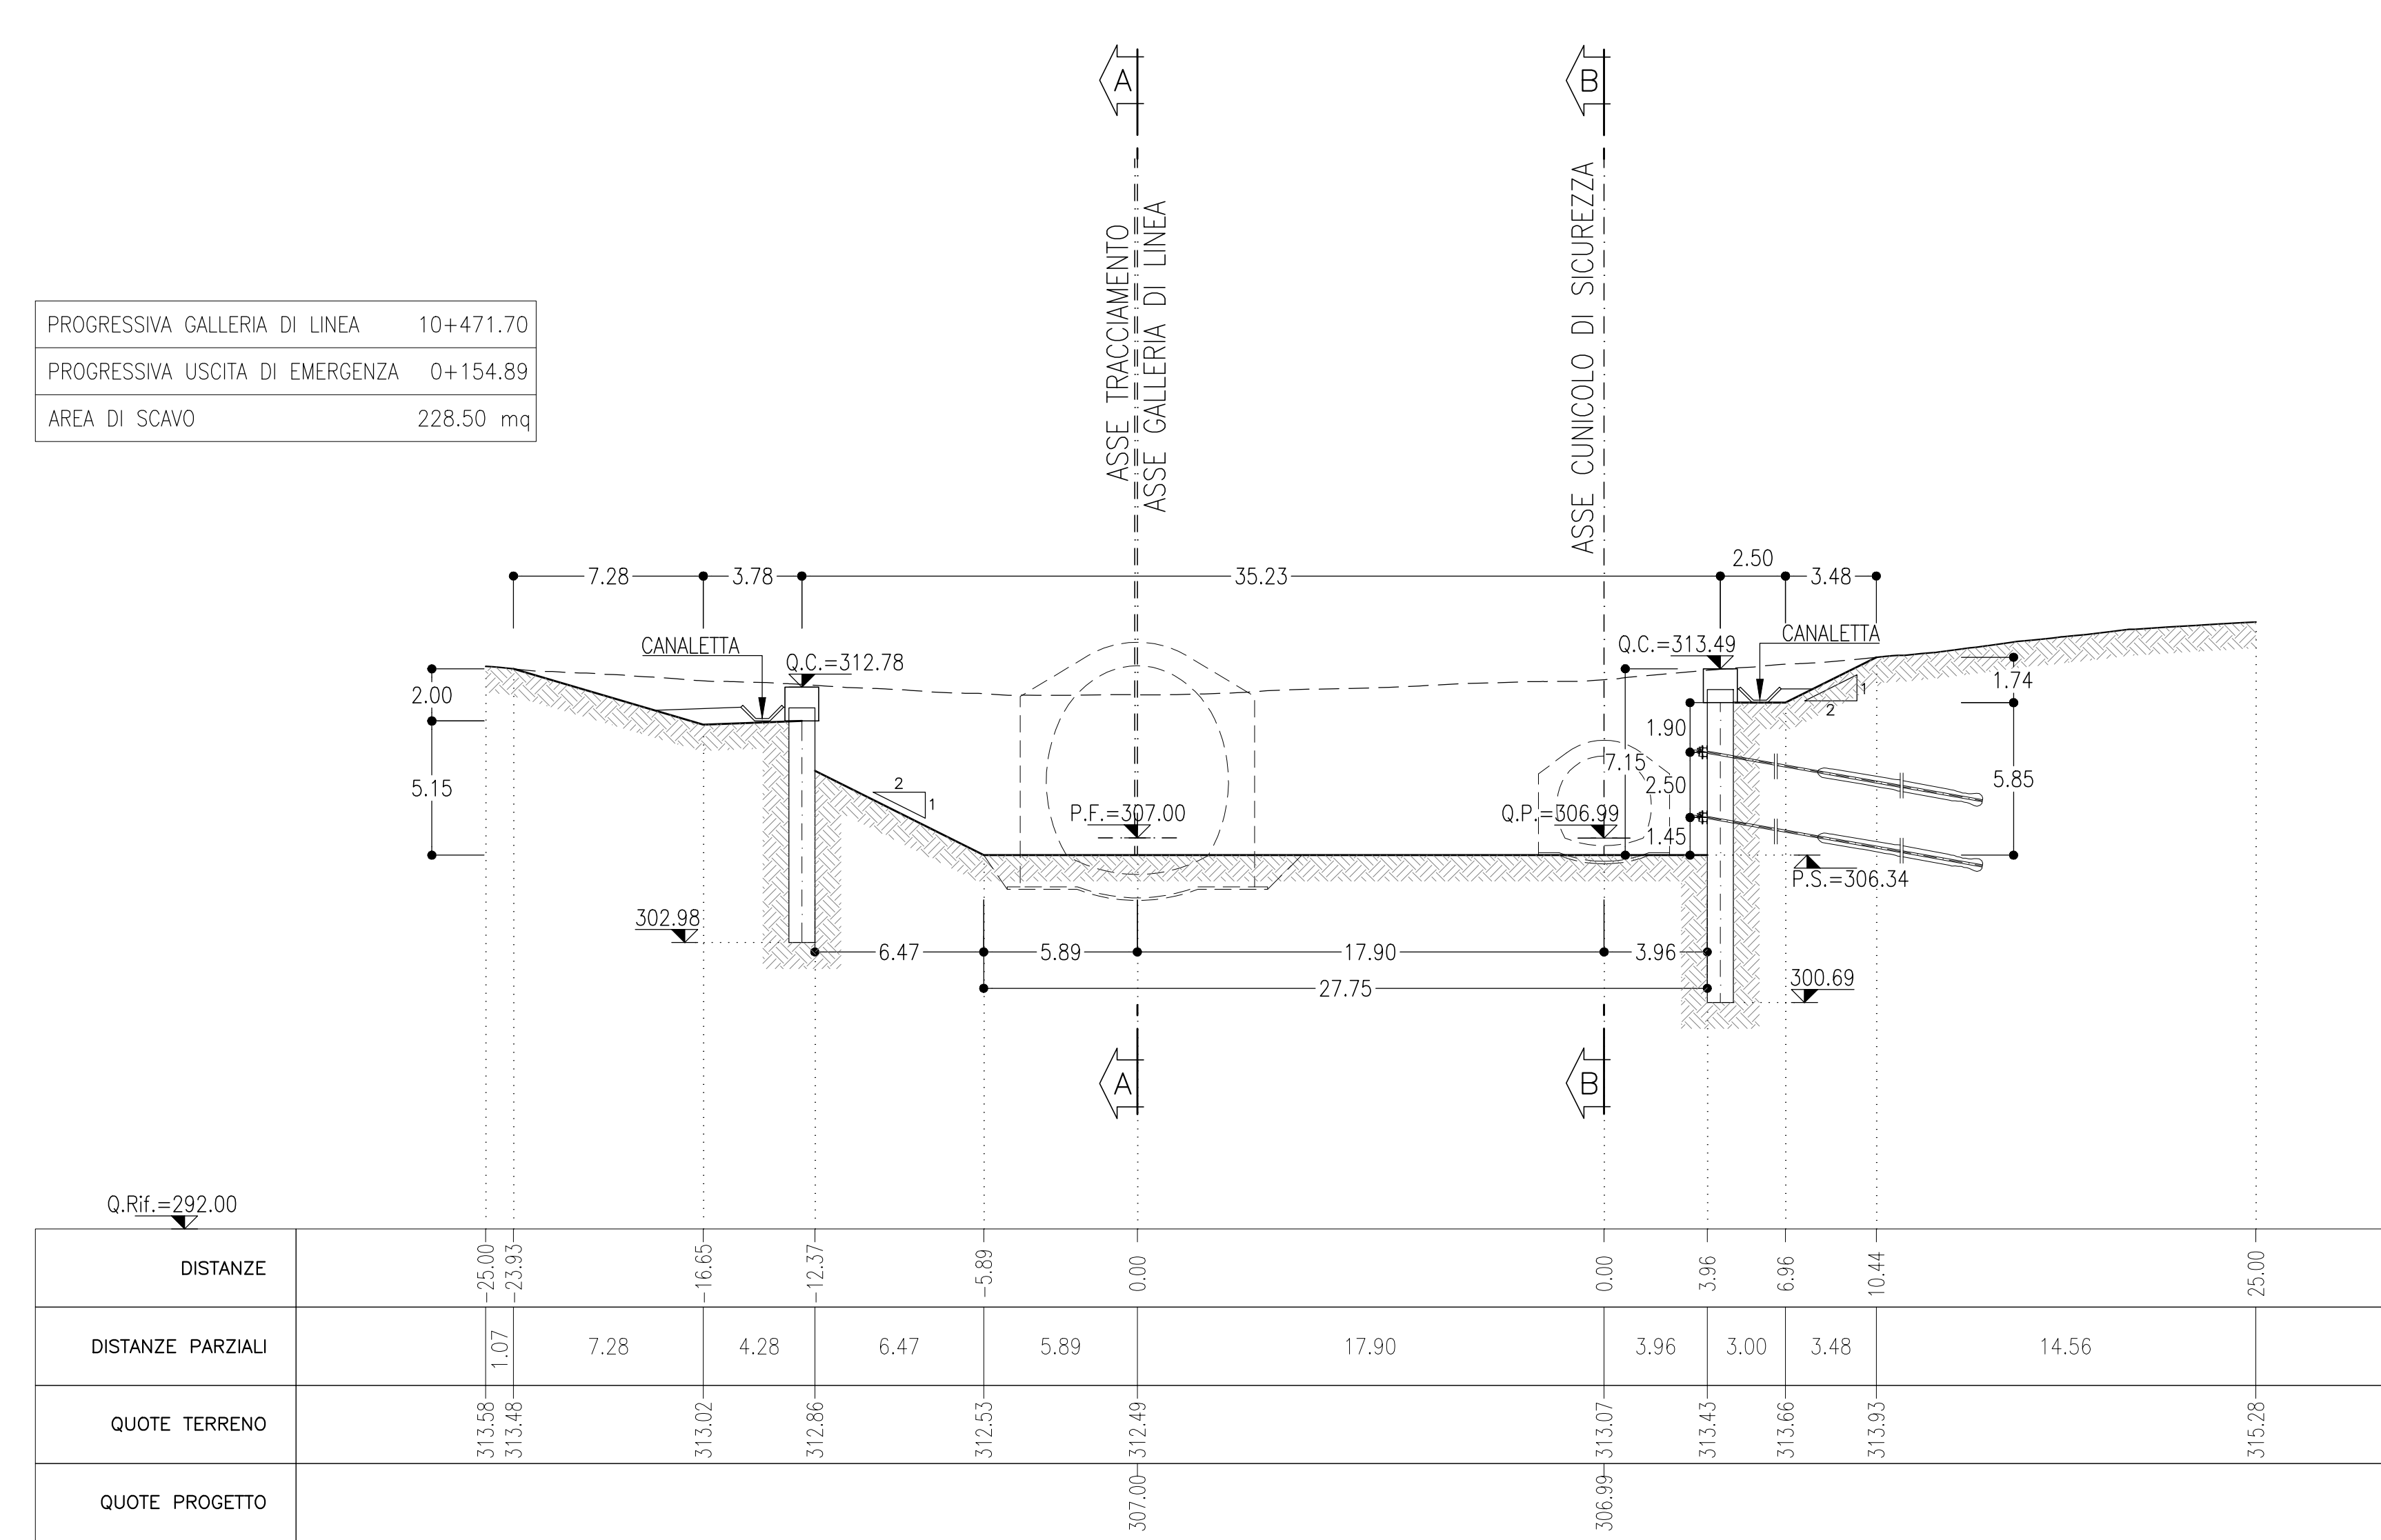 A
B
ASSE TRACCIAMENTO
ASSE GALLERIA DI LINEA
ASSE CUNICOLO DI SICUREZZA
PROGRESSIVA GALLERIA DI LINEA 10+471.70
PROGRESSIVA USCITA DI EMERGENZA 0+154.89
AREA DI SCAVO 228.50 mq
2.50
7.28 3.78 35.23 3.48
CANALETTA
Q.C.=312.78
Q.C.=313.49
CANALETTA
2.00
1.74
1
2
1.90
7.15
2.50
5.85
5.15
2
1
P.F.=307.00
Q.P.=306.99
1.45
P.S.=306.34
302.98
6.47 5.89 17.90 3.96
27.75
300.69
A
B
Q.Rif.=292.00
DISTANZE -25.00 -23.93 -16.65 -12.37 -5.89 0.00 0.00 3.96 6.96 10.44 25.00
DISTANZE PARZIALI 1.07 7.28 4.28 6.47 5.89 17.90 3.96 3.00 3.48 14.56
QUOTE TERRENO 313.58 313.48 313.02 312.86 312.53 312.49 313.07 313.43 313.66 313.93 315.28
QUOTE PROGETTO 307.00 306.99